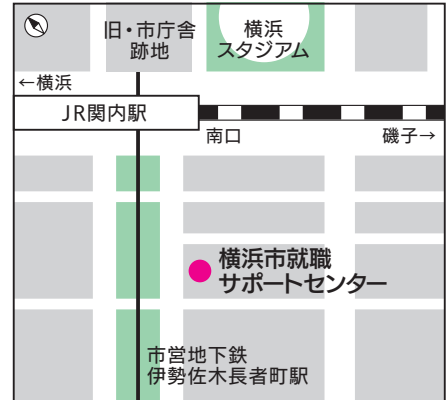 旧・市庁舎
跡地
横浜
スタジアム
←横浜
JR関内駅
南口
磯子→
横浜市就職
サポートセンター
市営地下鉄
伊勢佐木長者町駅